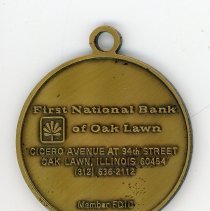 First National Bank
of Oak Lawn
CICERO AVENUE AT 94th STREET
OAK LAWN, ILLINOIS 60454
(312) 636-2112
Member FDIC